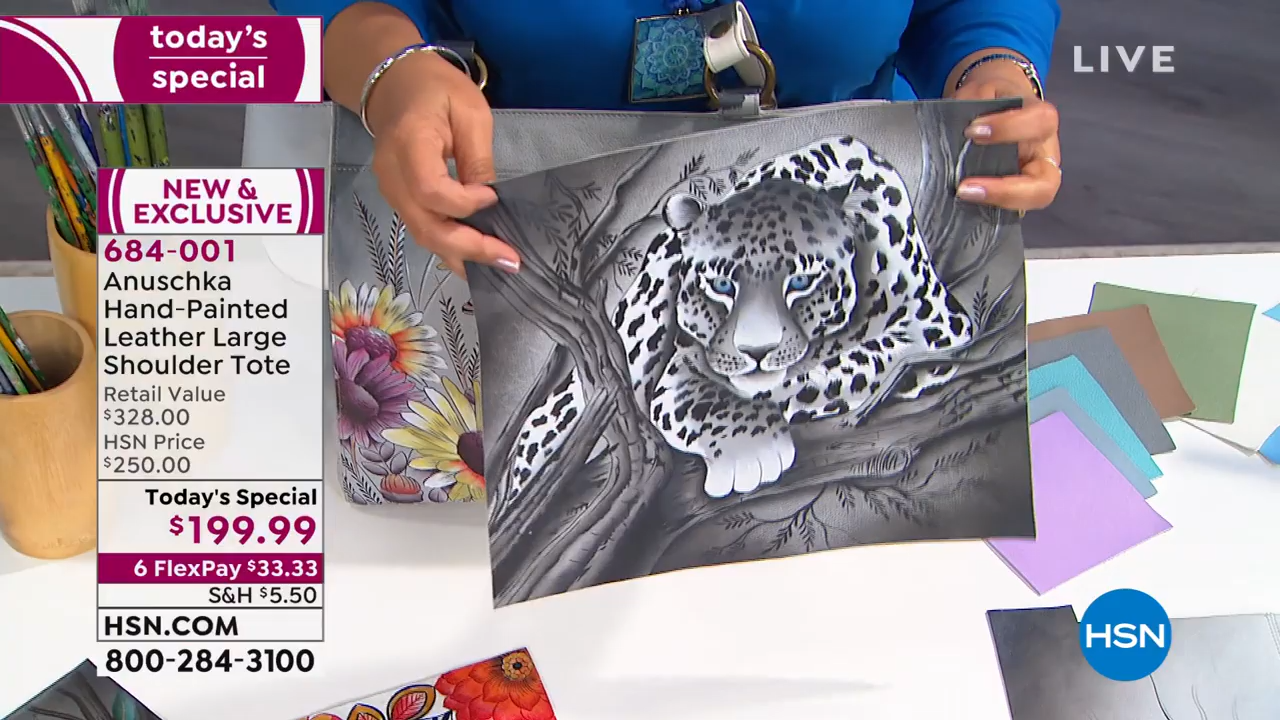 today's
special
LIVE
NEW &
EXCLUSIVE
684-001
Anuschka
Hand-Painted
Leather Large
Shoulder Tote
Retail Value
$328.00
HSN Price
$250.00
Today's Special
$199.99
6 FlexPay $33.33
S&H $5.50
HSN.COM
800-284-3100
HSN